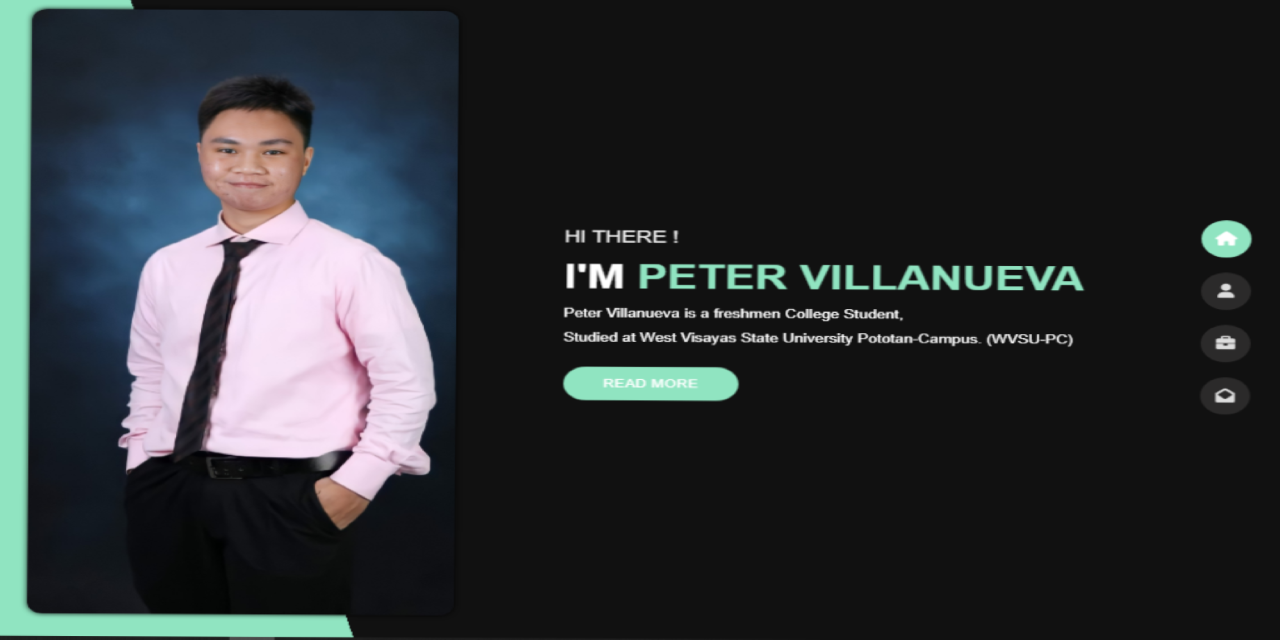 HI THERE !
I'M PETER VILLANUEVA
Peter Villanueva is a freshmen College Student,
Studied at West Visayas State University Pototan-Campus. (WVSU-PC)
READ MORE